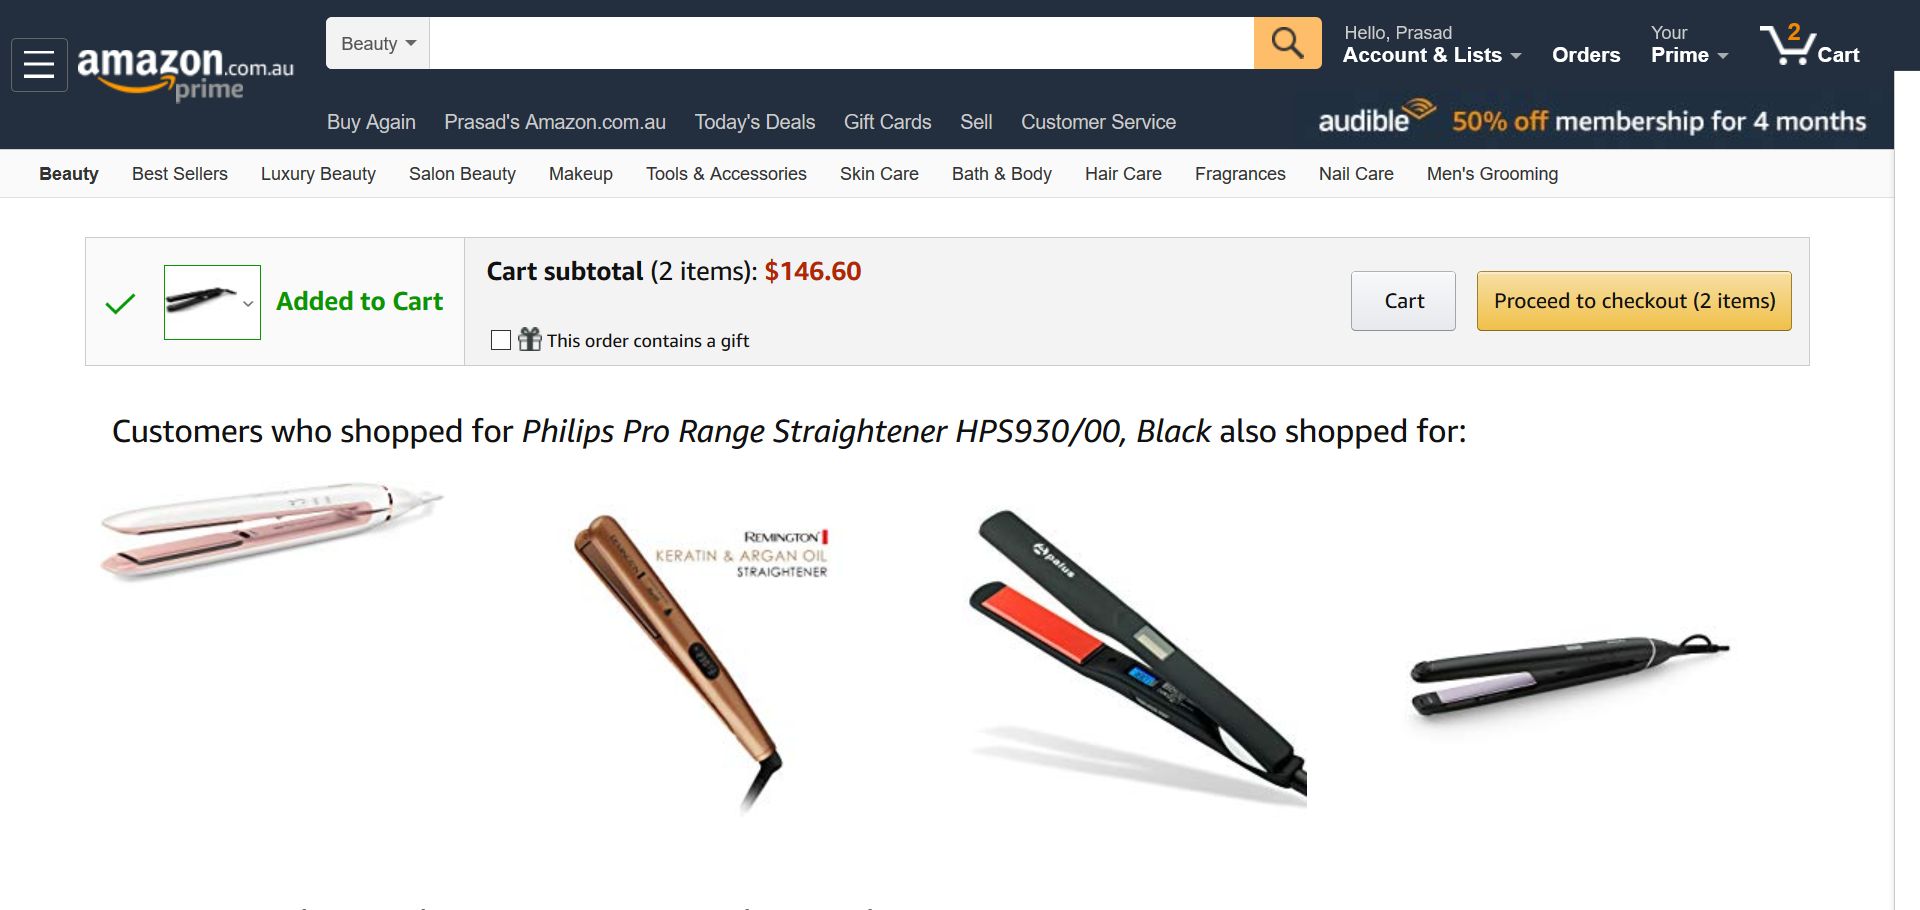 Beauty
Hello, Prasad
Account & Lists
Orders
Your
Prime
2
Cart
amazon.com.au
prime
Buy Again
Prasad's Amazon.com.au
Today's Deals
Gift Cards
Sell
Customer Service
audible
50% off membership for 4 months
Beauty
Best Sellers
Luxury Beauty
Salon Beauty
Makeup
Tools & Accessories
Skin Care
Bath & Body
Hair Care
Fragrances
Nail Care
Men's Grooming
Added to Cart
Cart subtotal (2 items): $146.60
This order contains a gift
Cart
Proceed to checkout (2 items)
Customers who shopped for Philips Pro Range Straightener HPS930/00, Black also shopped for:
REMINGTON
KERATIN & ARGAN OIL
STRAIGHTENER
REMINGTON
Apalus